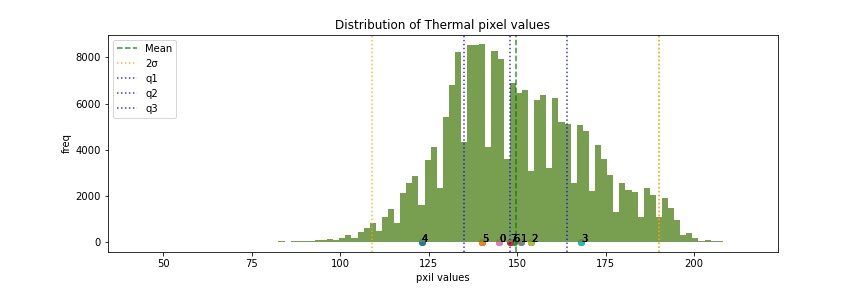 Distribution of Thermal pixel values
Mean
2σ
q1
q2
q3
8000
6000
4000
2000
0
freq
4 5 0 1 2 3
50 75 100 125 150 175 200
pxil values